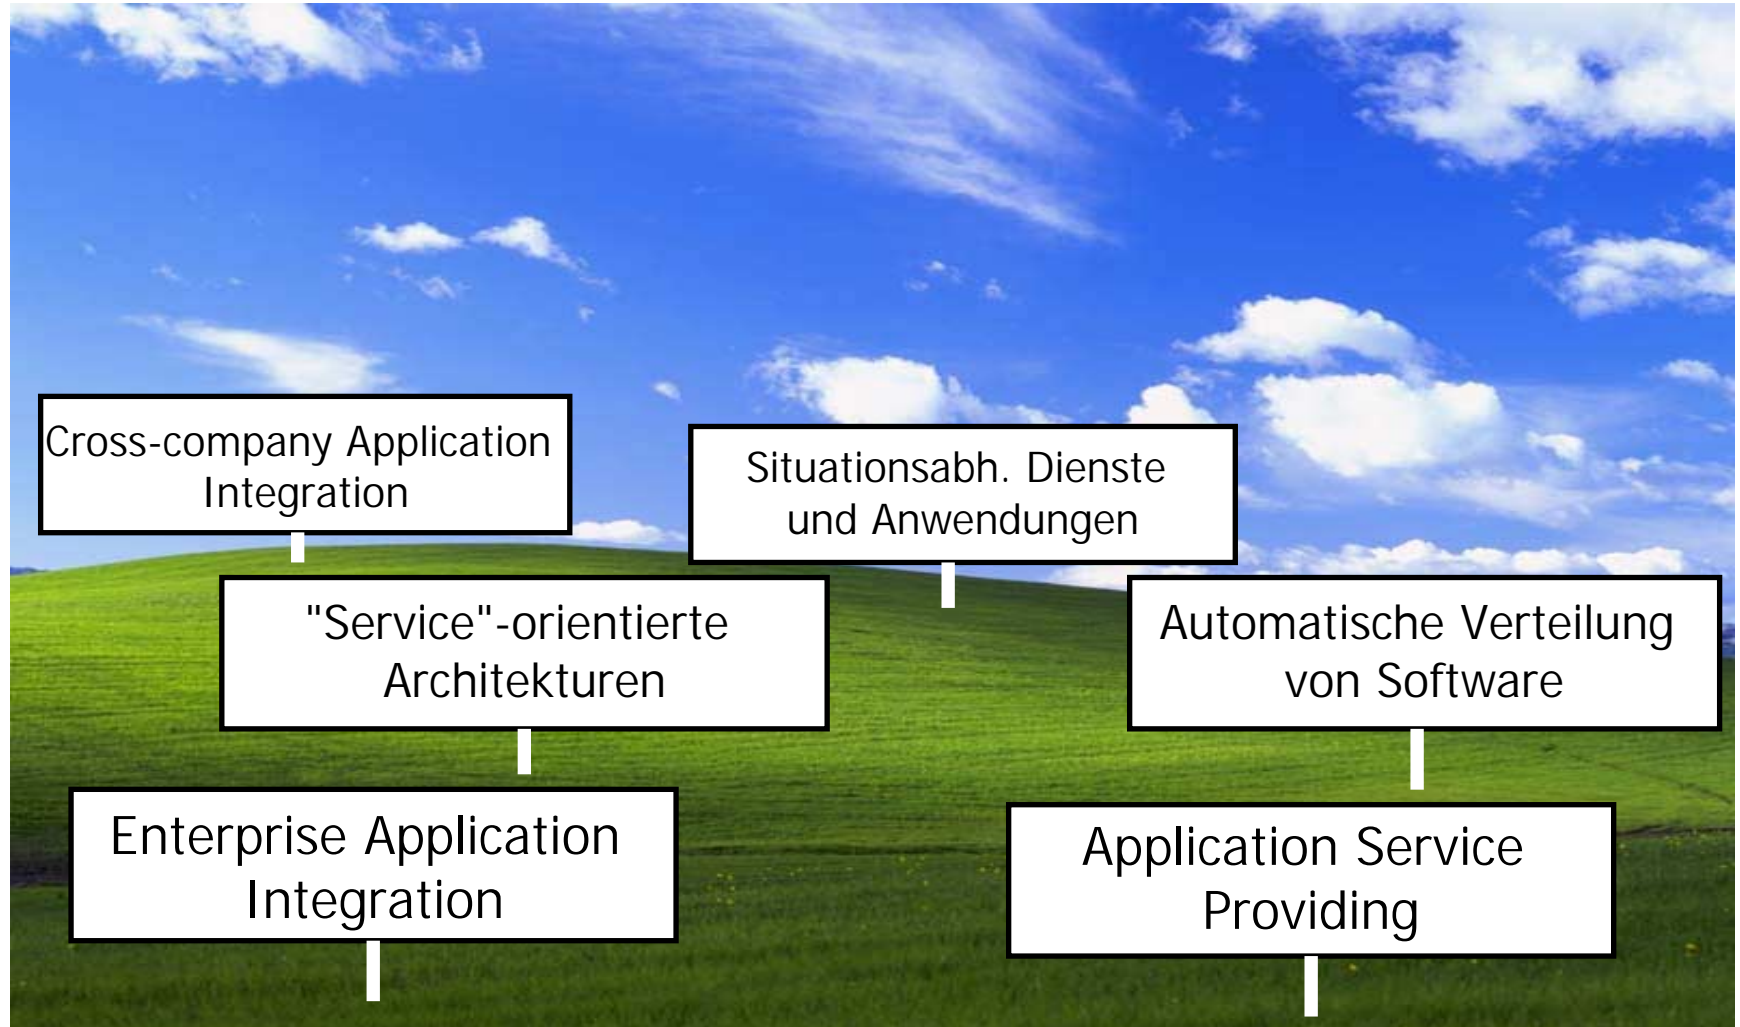 Cross-company Application
Integration
Situationsabh. Dienste
und Anwendungen
"Service"-orientierte
Architekturen
Automatische Verteilung
von Software
Enterprise Application
Integration
Application Service
Providing